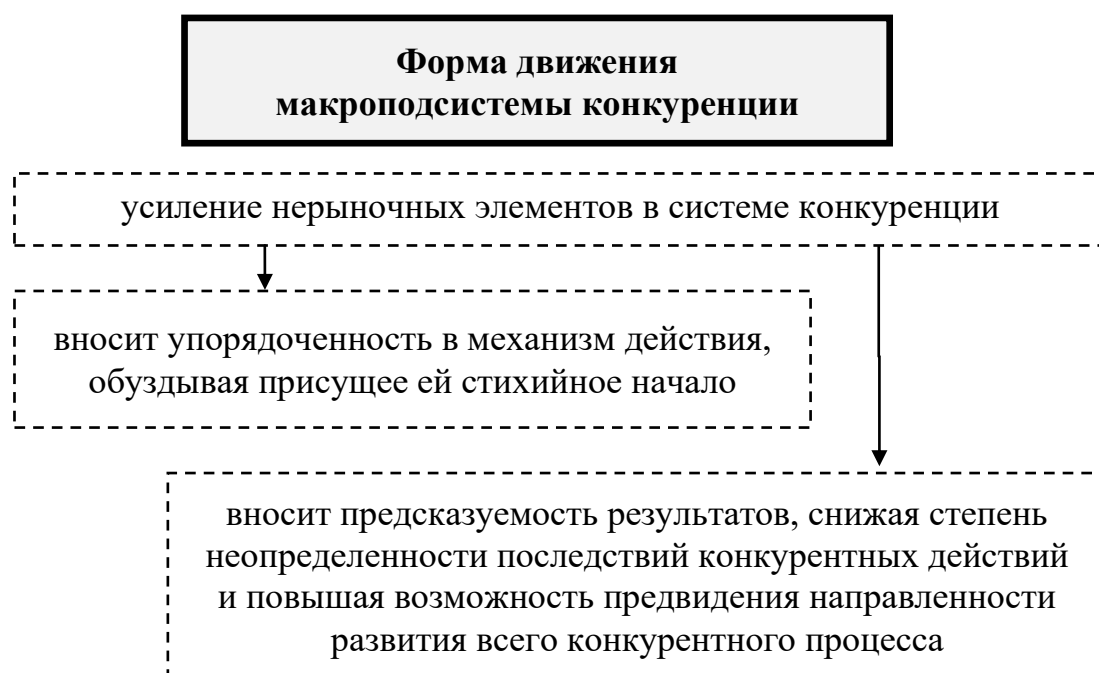 Форма движения
макроподсистемы конкуренции
усиление нерыночных элементов в системе конкуренции
вносит упорядоченность в механизм действия,
обуздывая присущее ей стихийное начало
вносит предсказуемость результатов, снижая степень
неопределенности последствий конкурентных действий
и повышая возможность предвидения направленности
развития всего конкурентного процесса